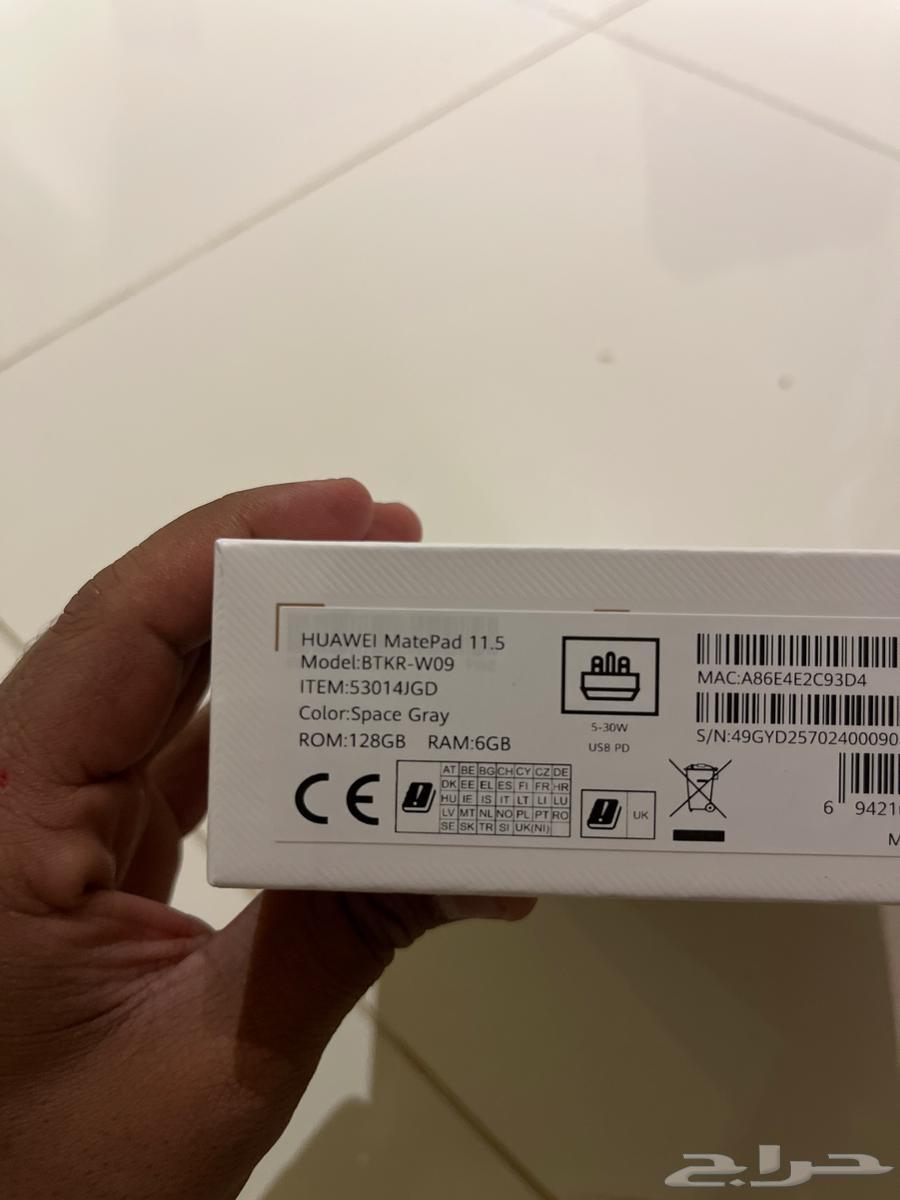 HUAWEI MatePad 11.5
Model:BTKR-W09
ITEM:53014JGD
Color:Space Gray
ROM:128GB RAM:6GB
CE
AT BE BG CH CY CZ DE
DK EE EL ES FI FR HR
HU IE IS IT LT LI LU
LV MT NL NO PL PT RO
SE SK TR SI UK(NI)
UK
5-30W
USB PD
MAC:A86E4E2C93D4
S/N:49GYD25702400090
6 9421
M
حراج